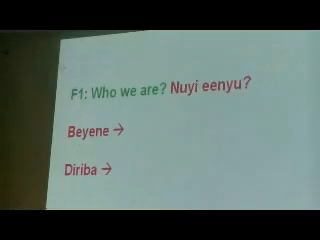 F1: Who we are? Nuyi eenyu?
Beyene →
Diriba →